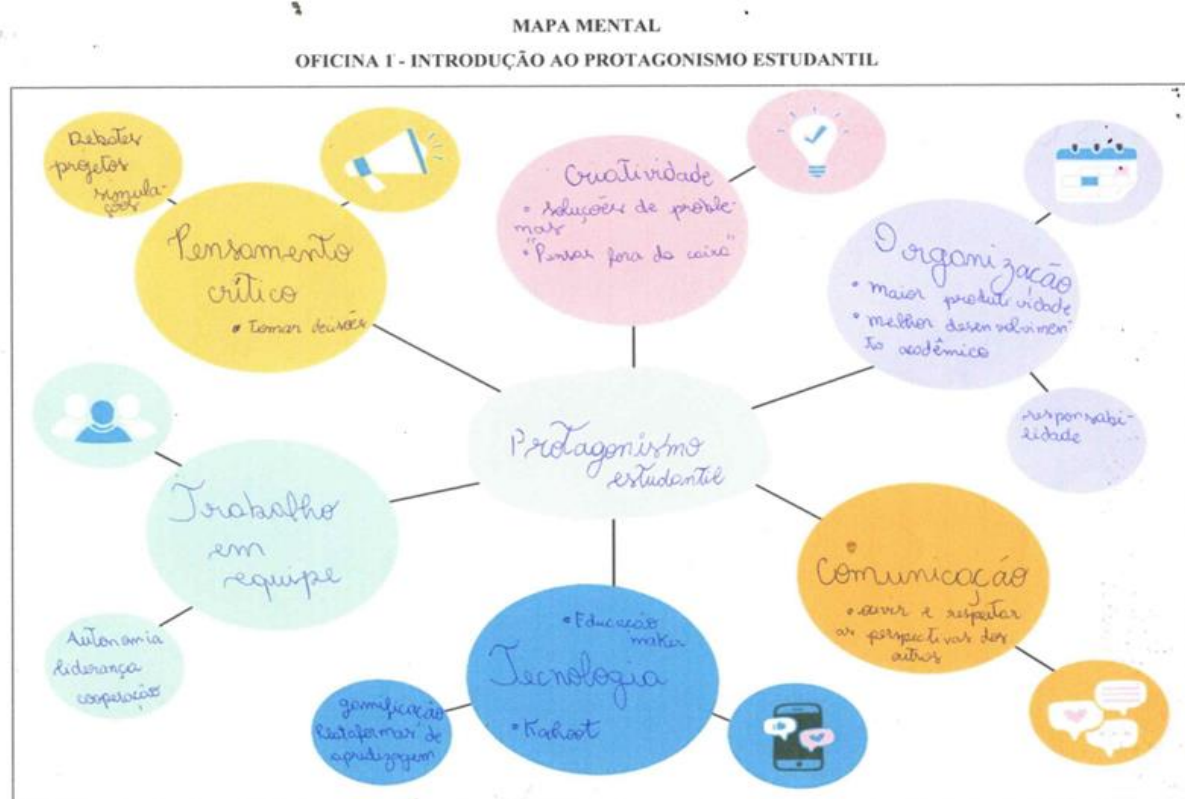 MAPA MENTAL
OFICINA 1 - INTRODUÇÃO AO PROTAGONISMO ESTUDANTIL
Debates
projetos
simula-
ções
Pensamento
crítico
• Tomar decisões
Criatividade
• soluções de proble-
mas
• "Pensar fora da caixa"
Organização
• maior produtividade
• melhor desenvolvimen
to acadêmico
responsabi-
lidade
Protagonismo
estudantil
Trabalho
em
equipe
Autonomia
liderança
cooperação
• Educação
maker
Tecnologia
• Kahoot
gamificação
Plataformas de
aprendizagem
Comunicação
• ouvir e respeitar
as perspectivas dos
outros